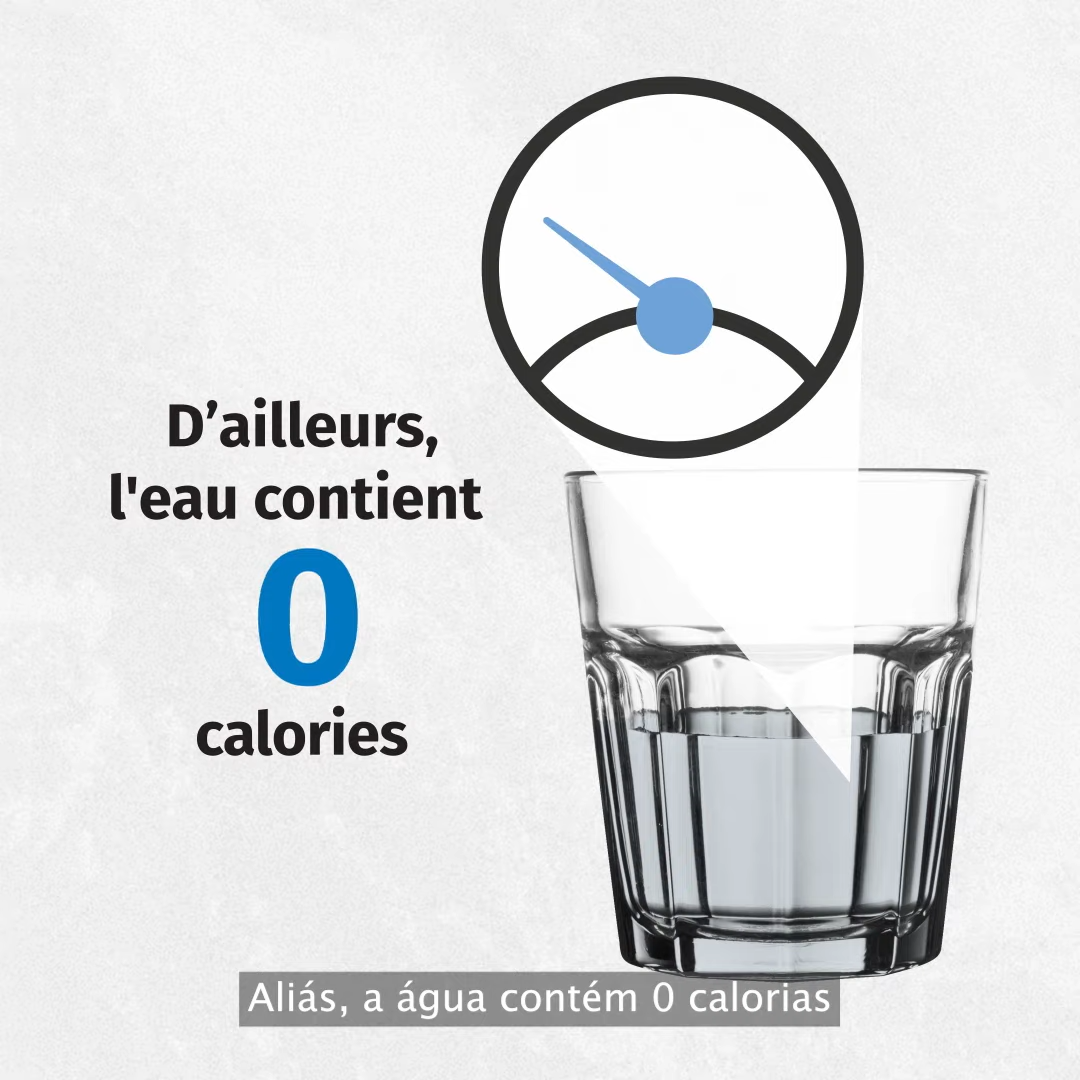 D’ailleurs,
l'eau contient
0
calories
Aliás, a água contém 0 calorias